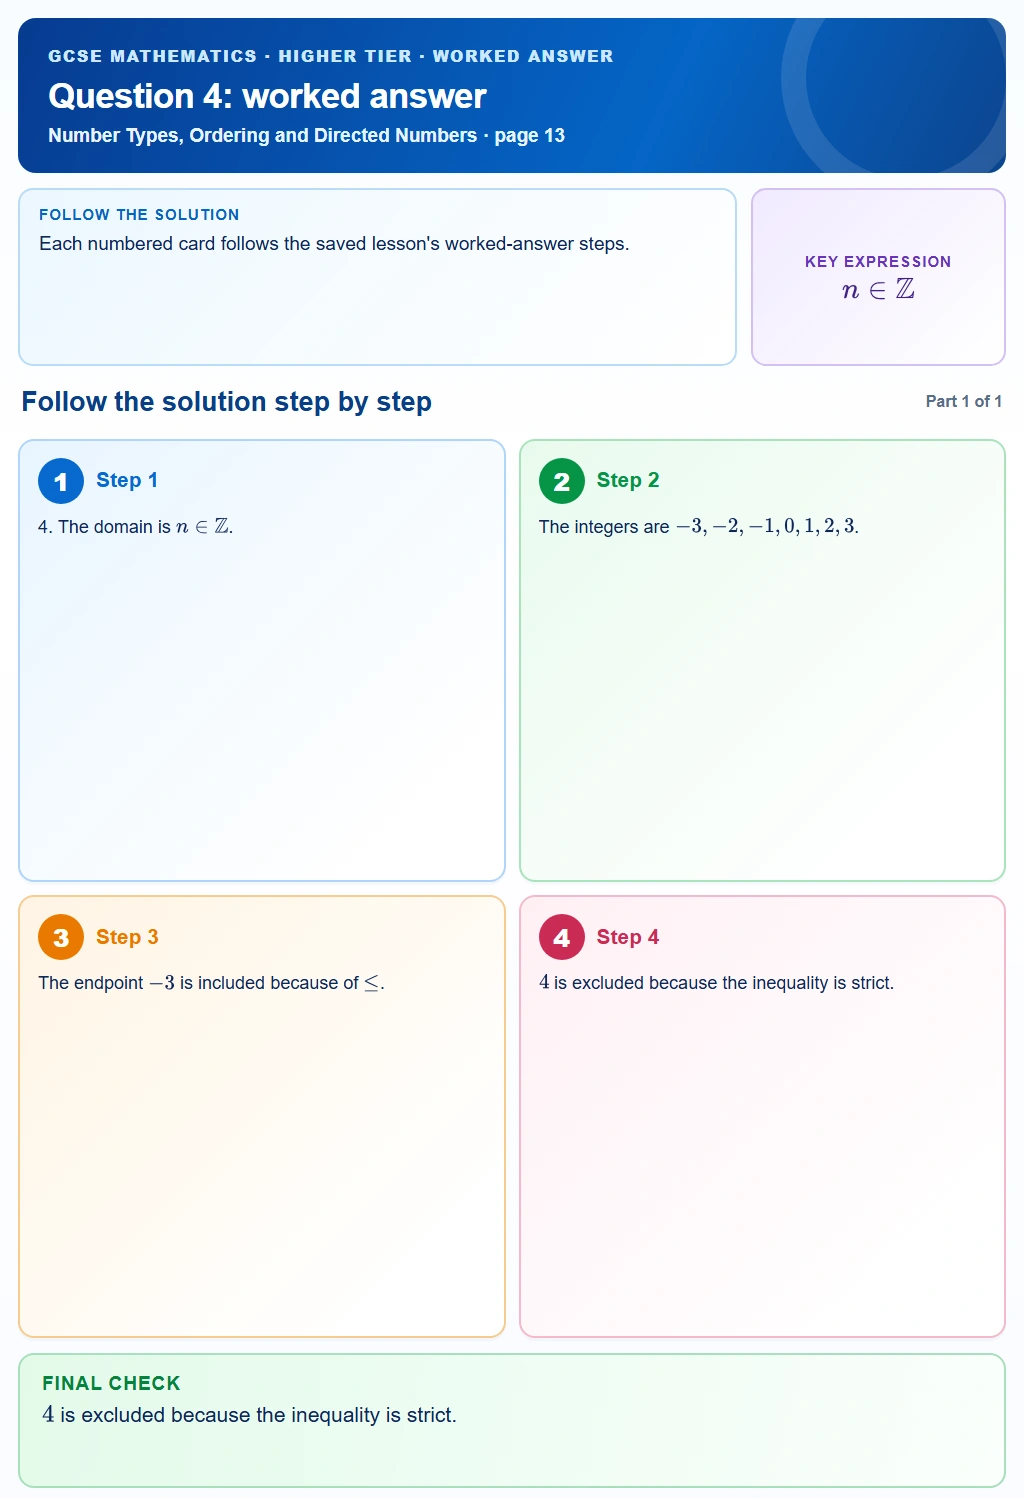 GCSE MATHEMATICS · HIGHER TIER · WORKED ANSWER
Question 4: worked answer
Number Types, Ordering and Directed Numbers · page 13
FOLLOW THE SOLUTION
Each numbered card follows the saved lesson's worked-answer steps.
KEY EXPRESSION
n ∈ ℤ
Follow the solution step by step
Part 1 of 1
1 Step 1
4. The domain is n ∈ ℤ.
2 Step 2
The integers are −3, −2, −1, 0, 1, 2, 3.
3 Step 3
The endpoint −3 is included because of ≤.
4 Step 4
4 is excluded because the inequality is strict.
FINAL CHECK
4 is excluded because the inequality is strict.